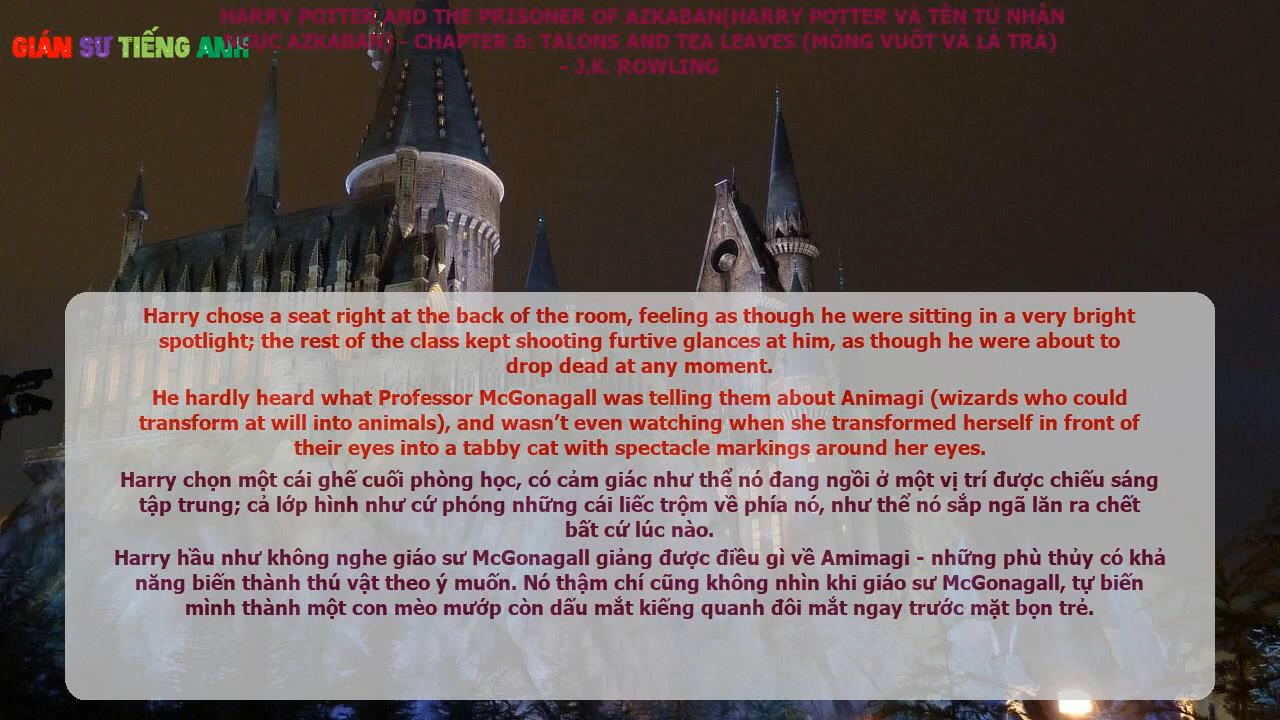 HARRY POTTER AND THE PRISONER OF AZKABAN(HARRY POTTER VÀ TÊN TÙ NHÂN
GIÁN SƯ TIẾNG ANH
NGỤC AZKABAN) - CHAPTER 6: TALONS AND TEA LEAVES (MÓNG VUỐT VÀ LÁ TRÀ)
- J.K. ROWLING
Harry chose a seat right at the back of the room, feeling as though he were sitting in a very bright
spotlight; the rest of the class kept shooting furtive glances at him, as though he were about to
drop dead at any moment.
He hardly heard what Professor McGonagall was telling them about Animagi (wizards who could
transform at will into animals), and wasn’t even watching when she transformed herself in front of
their eyes into a tabby cat with spectacle markings around her eyes.
Harry chọn một cái ghế cuối phòng học, có cảm giác như thể nó đang ngồi ở một vị trí được chiếu sáng
tập trung; cả lớp hình như cứ phóng những cái liếc trộm về phía nó, như thể nó sắp ngã lăn ra chết
bất cứ lúc nào.
Harry hầu như không nghe giáo sư McGonagall giảng được điều gì về Amimagi - những phù thủy có khả
năng biến thành thú vật theo ý muốn. Nó thậm chí cũng không nhìn khi giáo sư McGonagall, tự biến
mình thành một con mèo mướp còn dấu mắt kiếng quanh đôi mắt ngay trước mặt bọn trẻ.